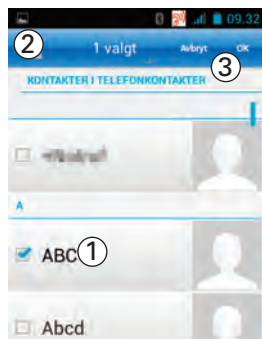 09.32
② 1 valgt Avbryt OK
③
KONTAKTER I TELEFONKONTAKTER
A
ABC ①
Abcd